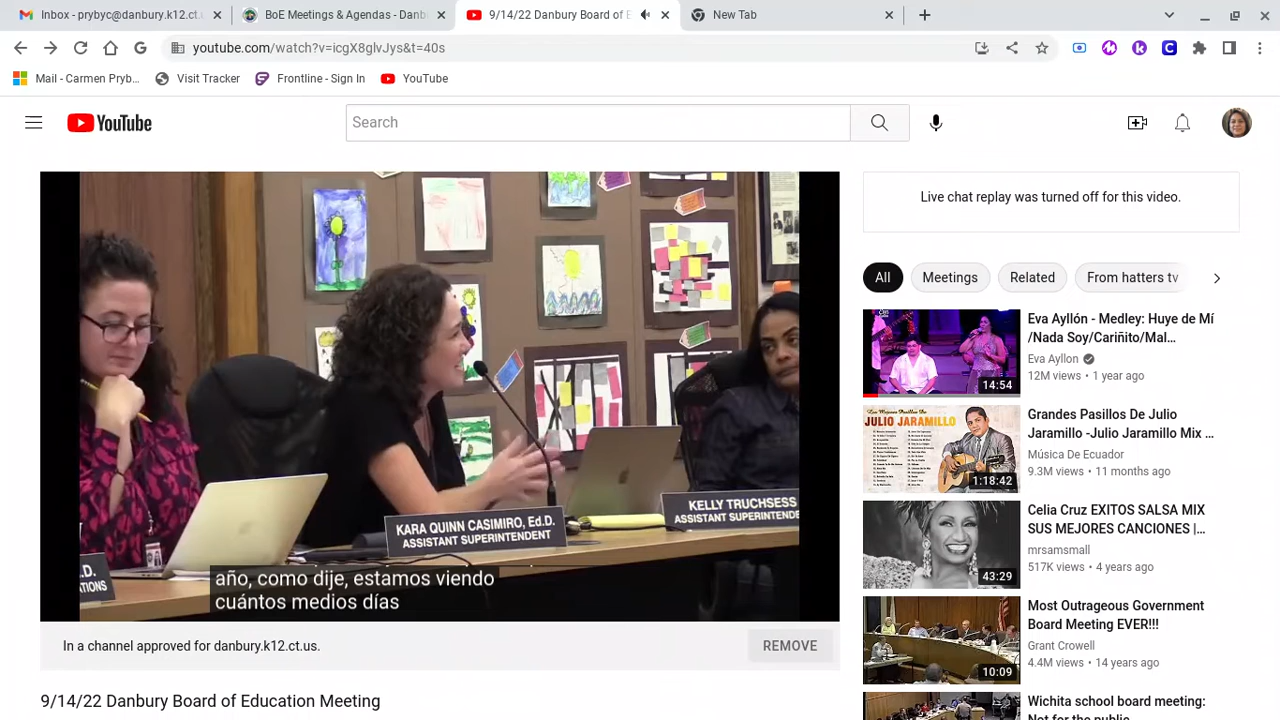 Inbox - prybyc@danbury.k12.ct.u
BoE Meetings & Agendas - Danb
9/14/22 Danbury Board of E
New Tab
youtube.com/watch?v=icgX8glvJys&t=40s
Mail - Carmen Pryb...
Visit Tracker
Frontline - Sign In
YouTube
YouTube
Search
KARA QUINN CASIMIRO, Ed.D.
ASSISTANT SUPERINTENDENT
KELLY TRUCHSESS
ASSISTANT SUPERINTENDE
.D.
ATIONS
año, como dije, estamos viendo
cuántos medios días
In a channel approved for danbury.k12.ct.us.
REMOVE
9/14/22 Danbury Board of Education Meeting
Live chat replay was turned off for this video.
All
Meetings
Related
From hatters tv
Eva Ayllón - Medley: Huye de Mí
/Nada Soy/Cariñito/Mal...
Eva Ayllon
12M views • 1 year ago
14:54
JULIO JARAMILLO
Grandes Pasillos De Julio
Jaramillo -Julio Jaramillo Mix ...
Música De Ecuador
9.3M views • 11 months ago
1:18:42
Celia Cruz EXITOS SALSA MIX
SUS MEJORES CANCIONES |...
mrsamsmall
517K views • 4 years ago
43:29
Most Outrageous Government
Board Meeting EVER!!!
Grant Crowell
4.4M views • 14 years ago
10:09
Wichita school board meeting:
Not for the public